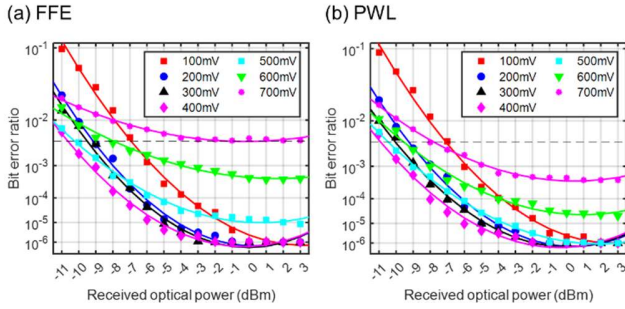 (a) FFE
(b) PWL
10⁻¹
10⁻²
10⁻³
10⁻⁴
10⁻⁵
10⁻⁶
Bit error ratio
100mV 500mV
200mV 600mV
300mV 700mV
400mV
-11 -10 -9 -8 -7 -6 -5 -4 -3 -2 -1 0 1 2 3
Received optical power (dBm)
10⁻¹
10⁻²
10⁻³
10⁻⁴
10⁻⁵
10⁻⁶
Bit error ratio
100mV 500mV
200mV 600mV
300mV 700mV
400mV
-11 -10 -9 -8 -7 -6 -5 -4 -3 -2 -1 0 1 2 3
Received optical power (dBm)